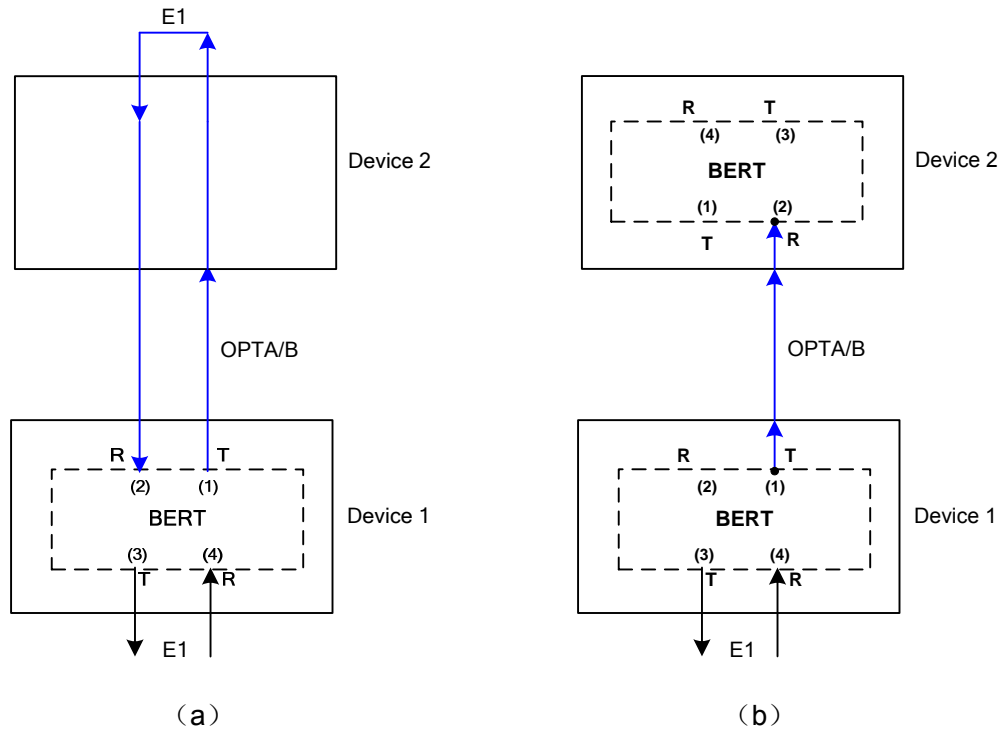 E1
Device 2
OPTA/B
R T
(2) (1)
BERT
Device 1
(3) (4)
T R
E1
（a）
R T
(4) (3)
BERT
Device 2
(1) (2)
T R
OPTA/B
R T
(2) (1)
BERT
Device 1
(3) (4)
T R
E1
（b）